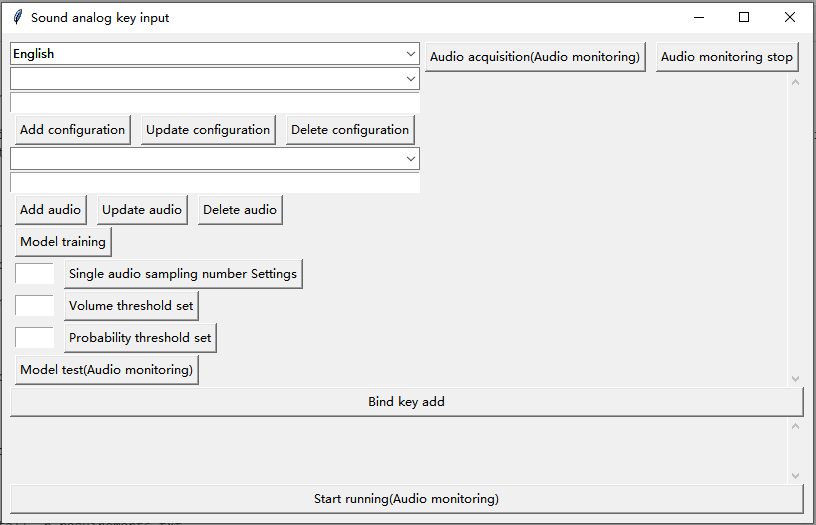 Sound analog key input
English
Audio acquisition(Audio monitoring) Audio monitoring stop
Add configuration Update configuration Delete configuration
Add audio Update audio Delete audio
Model training
Single audio sampling number Settings
Volume threshold set
Probability threshold set
Model test(Audio monitoring)
Bind key add
Start running(Audio monitoring)